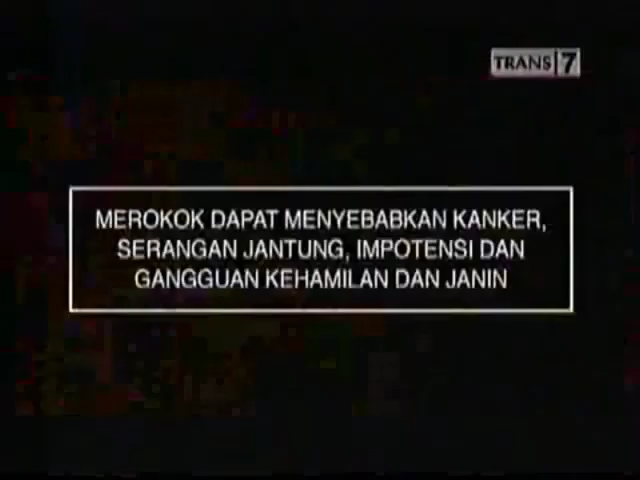 TRANS|7
MEROKOK DAPAT MENYEBABKAN KANKER,
SERANGAN JANTUNG, IMPOTENSI DAN
GANGGUAN KEHAMILAN DAN JANIN